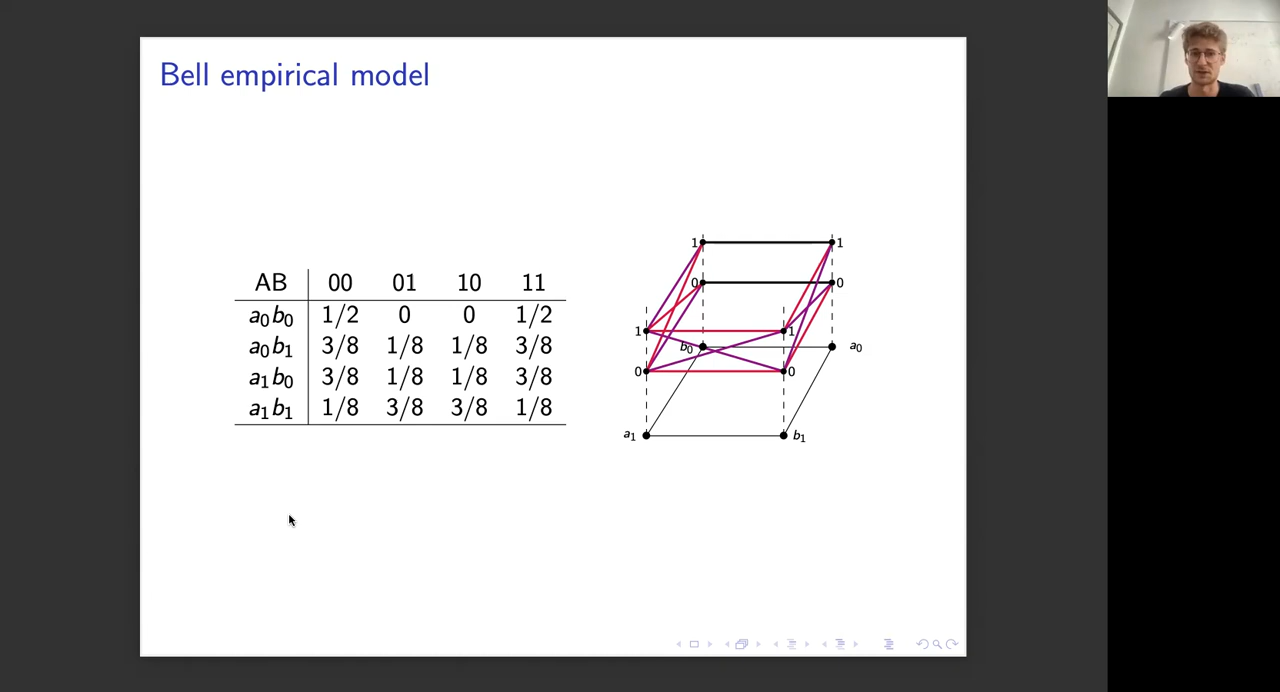 Bell empirical model
AB 00 01 10 11
a₀b₀ 1/2 0 0 1/2
a₀b₁ 3/8 1/8 1/8 3/8
a₁b₀ 3/8 1/8 1/8 3/8
a₁b₁ 1/8 3/8 3/8 1/8
1 1
0 0
1 1
b₀ a₀
0 0
a₁ b₁